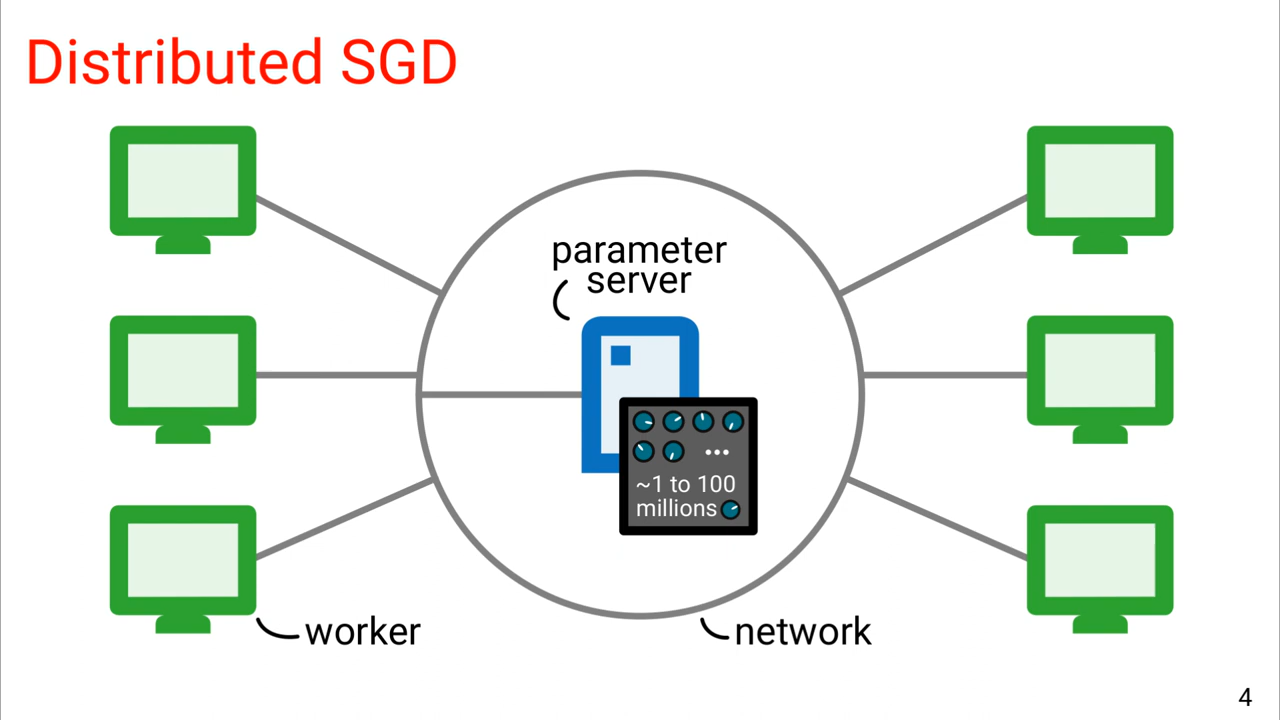 Distributed SGD
parameter
server
~1 to 100
millions
worker
network
4